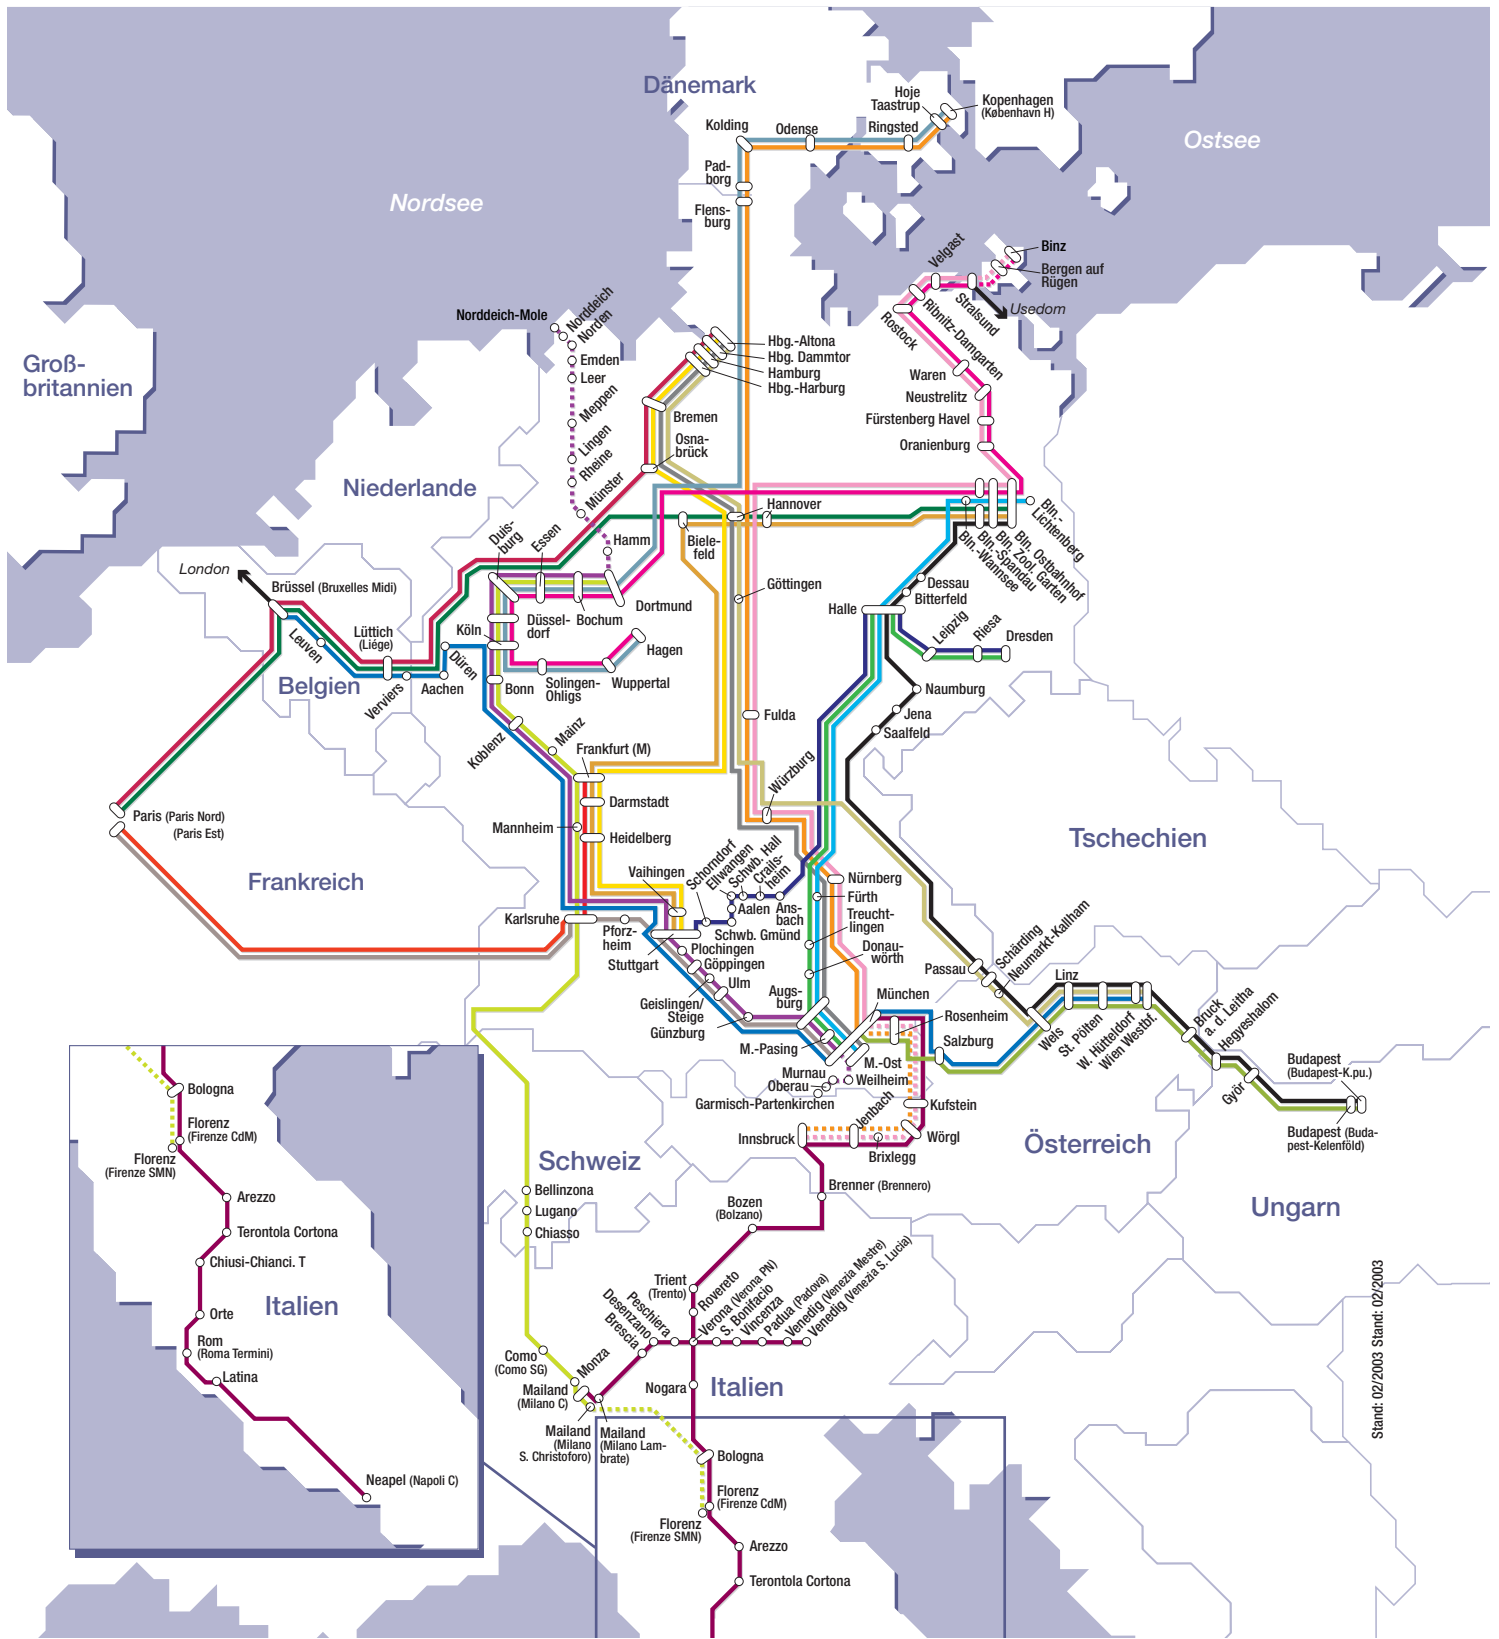 Dänemark
Hoje
Taastrup
Kopenhagen
(København H)
Kolding
Odense
Ringsted
Ostsee
Pad-
borg
Nordsee
Flens-
burg
Velgast
Binz
Bergen auf
Rügen
Norddeich-Mole
Norddeich
Norden
Stralsund
Usedom
Ribnitz-Damgarten
Rostock
Groß-
britannien
Emden
Leer
Hbg.-Altona
Hbg. Dammtor
Hamburg
Hbg.-Harburg
Waren
Neustrelitz
Meppen
Bremen
Fürstenberg Havel
Lingen
Osna-
brück
Oranienburg
Rheine
Niederlande
Münster
Hannover
Bln.-
Lichtenberg
Bln. Ostbahnhof
Bln. Zool. Garten
Bln.-Spandau
Bln.-Wannsee
Duis-
burg
Essen
Hamm
Biele-
feld
London
Brüssel (Bruxelles Midi)
Göttingen
Dessau
Bitterfeld
Halle
Dortmund
Düssel-
dorf
Bochum
Köln
Leuven
Lüttich
(Liége)
Düren
Hagen
Leipzig
Riesa
Dresden
Belgien
Verviers
Aachen
Bonn
Solingen-
Ohligs
Wuppertal
Naumburg
Jena
Saalfeld
Koblenz
Mainz
Fulda
Frankfurt (M)
Würzburg
Paris (Paris Nord)
(Paris Est)
Darmstadt
Mannheim
Heidelberg
Tschechien
Frankreich
Vaihingen
Schorndorf
Ellwangen
Schwb. Hall
Crails-
heim
Nürnberg
Fürth
Karlsruhe
Pforz-
heim
Aalen
Ans-
bach
Treucht-
lingen
Schwb. Gmünd
Stuttgart
Plochingen
Göppingen
Donau-
wörth
Passau
Schärding
Neumarkt-Kallham
Linz
Ulm
Geislingen/
Steige
Günzburg
Augs-
burg
München
Rosenheim
M.-Pasing
M.-Ost
Salzburg
Wels
St. Pölten
W. Hütteldorf
Wien Westbf.
Bruck
a. d. Leitha
Hegyeshalom
Györ
Budapest
(Budapest-K.pu.)
Budapest (Buda-
pest-Kelenföld)
Murnau
Oberau
Weilheim
Garmisch-Partenkirchen
Jenbach
Kufstein
Innsbruck
Wörgl
Brixlegg
Österreich
Schweiz
Bellinzona
Lugano
Chiasso
Brenner (Brennero)
Bozen
(Bolzano)
Ungarn
Trient
(Trento)
Rovereto
Verona (Verona PN)
S. Bonifacio
Vincenza
Padua (Padova)
Venedig (Venezia Mestre)
Venedig (Venezia S. Lucia)
Peschiera
Desenzano
Brescia
Como
(Como SG)
Monza
Mailand
(Milano C)
Nogara
Italien
Mailand
(Milano
S. Christoforo)
Mailand
(Milano Lam-
brate)
Bologna
Florenz
(Firenze CdM)
Florenz
(Firenze SMN)
Arezzo
Terontola Cortona
Bologna
Florenz
(Firenze CdM)
Florenz
(Firenze SMN)
Arezzo
Terontola Cortona
Chiusi-Chianci. T
Italien
Orte
Rom
(Roma Termini)
Latina
Neapel (Napoli C)
Stand: 02/2003 Stand: 02/2003